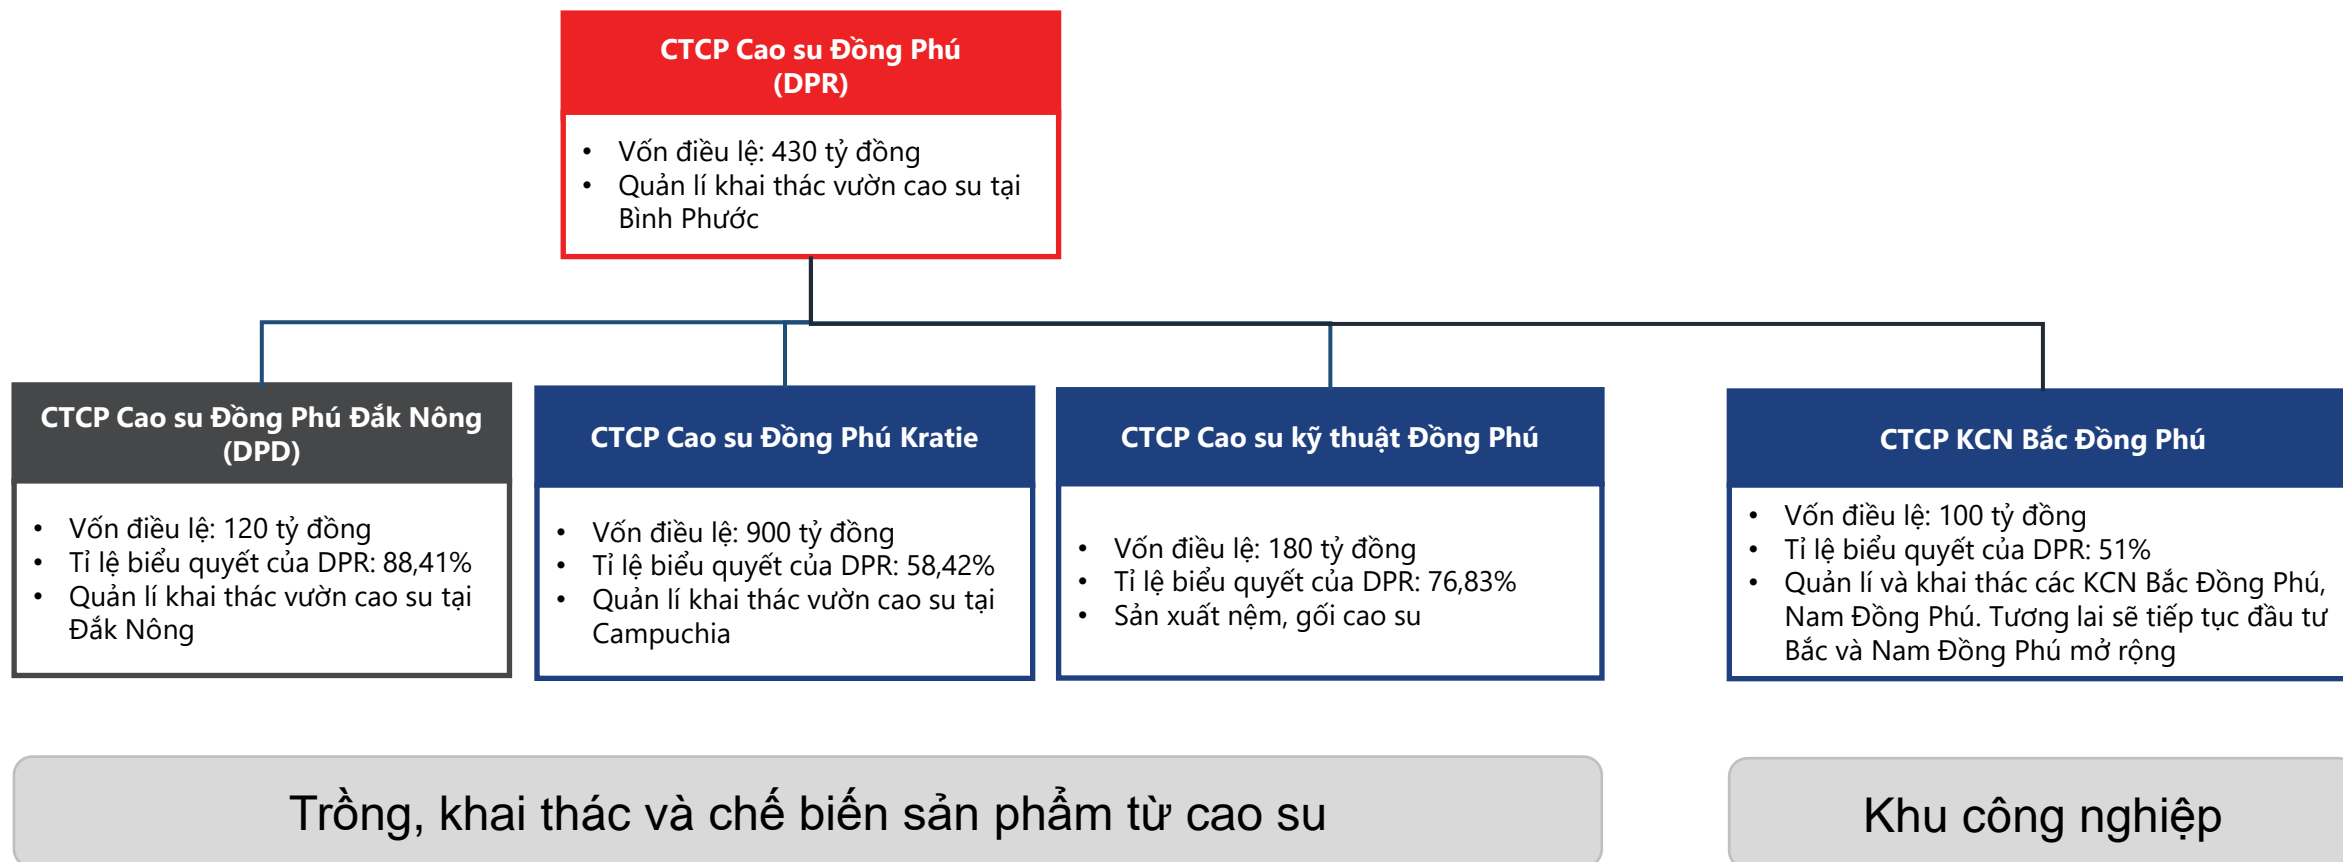 CTCP Cao su Đồng Phú
(DPR)
• Vốn điều lệ: 430 tỷ đồng
• Quản lí khai thác vườn cao su tại
Bình Phước
CTCP Cao su Đồng Phú Đắk Nông
(DPD)
• Vốn điều lệ: 120 tỷ đồng
• Tỉ lệ biểu quyết của DPR: 88,41%
• Quản lí khai thác vườn cao su tại
Đắk Nông
CTCP Cao su Đồng Phú Kratie
• Vốn điều lệ: 900 tỷ đồng
• Tỉ lệ biểu quyết của DPR: 58,42%
• Quản lí khai thác vườn cao su tại
Campuchia
CTCP Cao su kỹ thuật Đồng Phú
• Vốn điều lệ: 180 tỷ đồng
• Tỉ lệ biểu quyết của DPR: 76,83%
• Sản xuất nệm, gối cao su
CTCP KCN Bắc Đồng Phú
• Vốn điều lệ: 100 tỷ đồng
• Tỉ lệ biểu quyết của DPR: 51%
• Quản lí và khai thác các KCN Bắc Đồng Phú,
Nam Đồng Phú. Tương lai sẽ tiếp tục đầu tư
Bắc và Nam Đồng Phú mở rộng
Trồng, khai thác và chế biến sản phẩm từ cao su
Khu công nghiệp